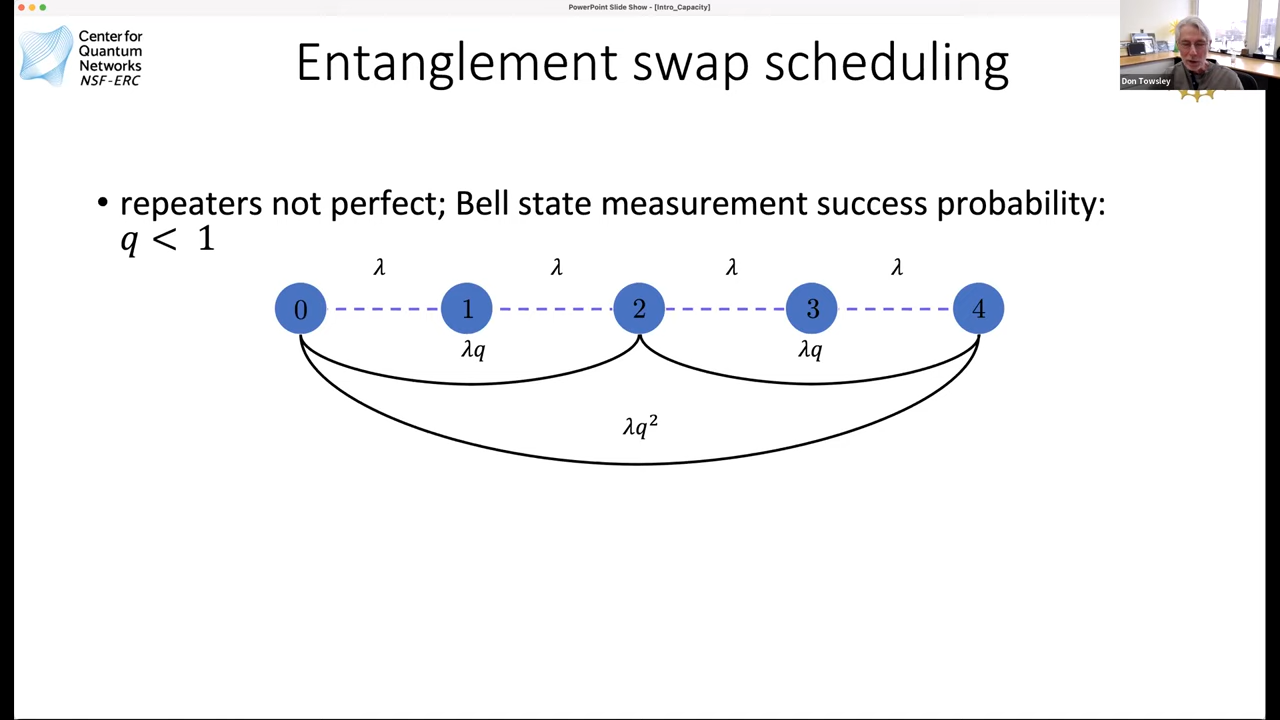 PowerPoint Slide Show - [Intro_Capacity]
Center for
Quantum
Networks
NSF-ERC
Entanglement swap scheduling
Don Towsley
• repeaters not perfect; Bell state measurement success probability:
q < 1
λ λ λ λ
0 1 2 3 4
λq λq
λq²